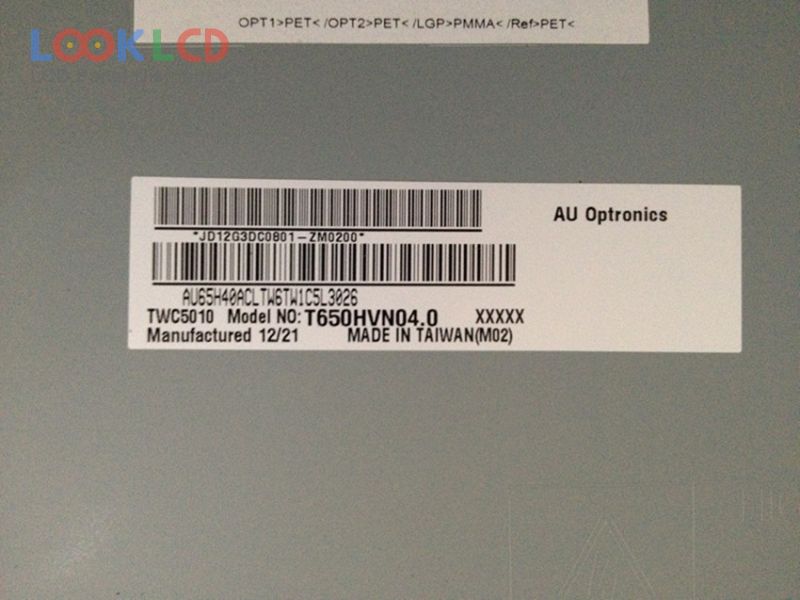 OPT1>PET< /OPT2>PET< /LGP>PMMA< /Ref>PET<
LOOKLCD
AU Optronics
*JD12G3DC0801-ZM0200*
AU65H40ACLTW6TW1C5L3026
TWC5010 Model NO: T650HVN04.0 XXXXX
Manufactured 12/21 MADE IN TAIWAN(M02)